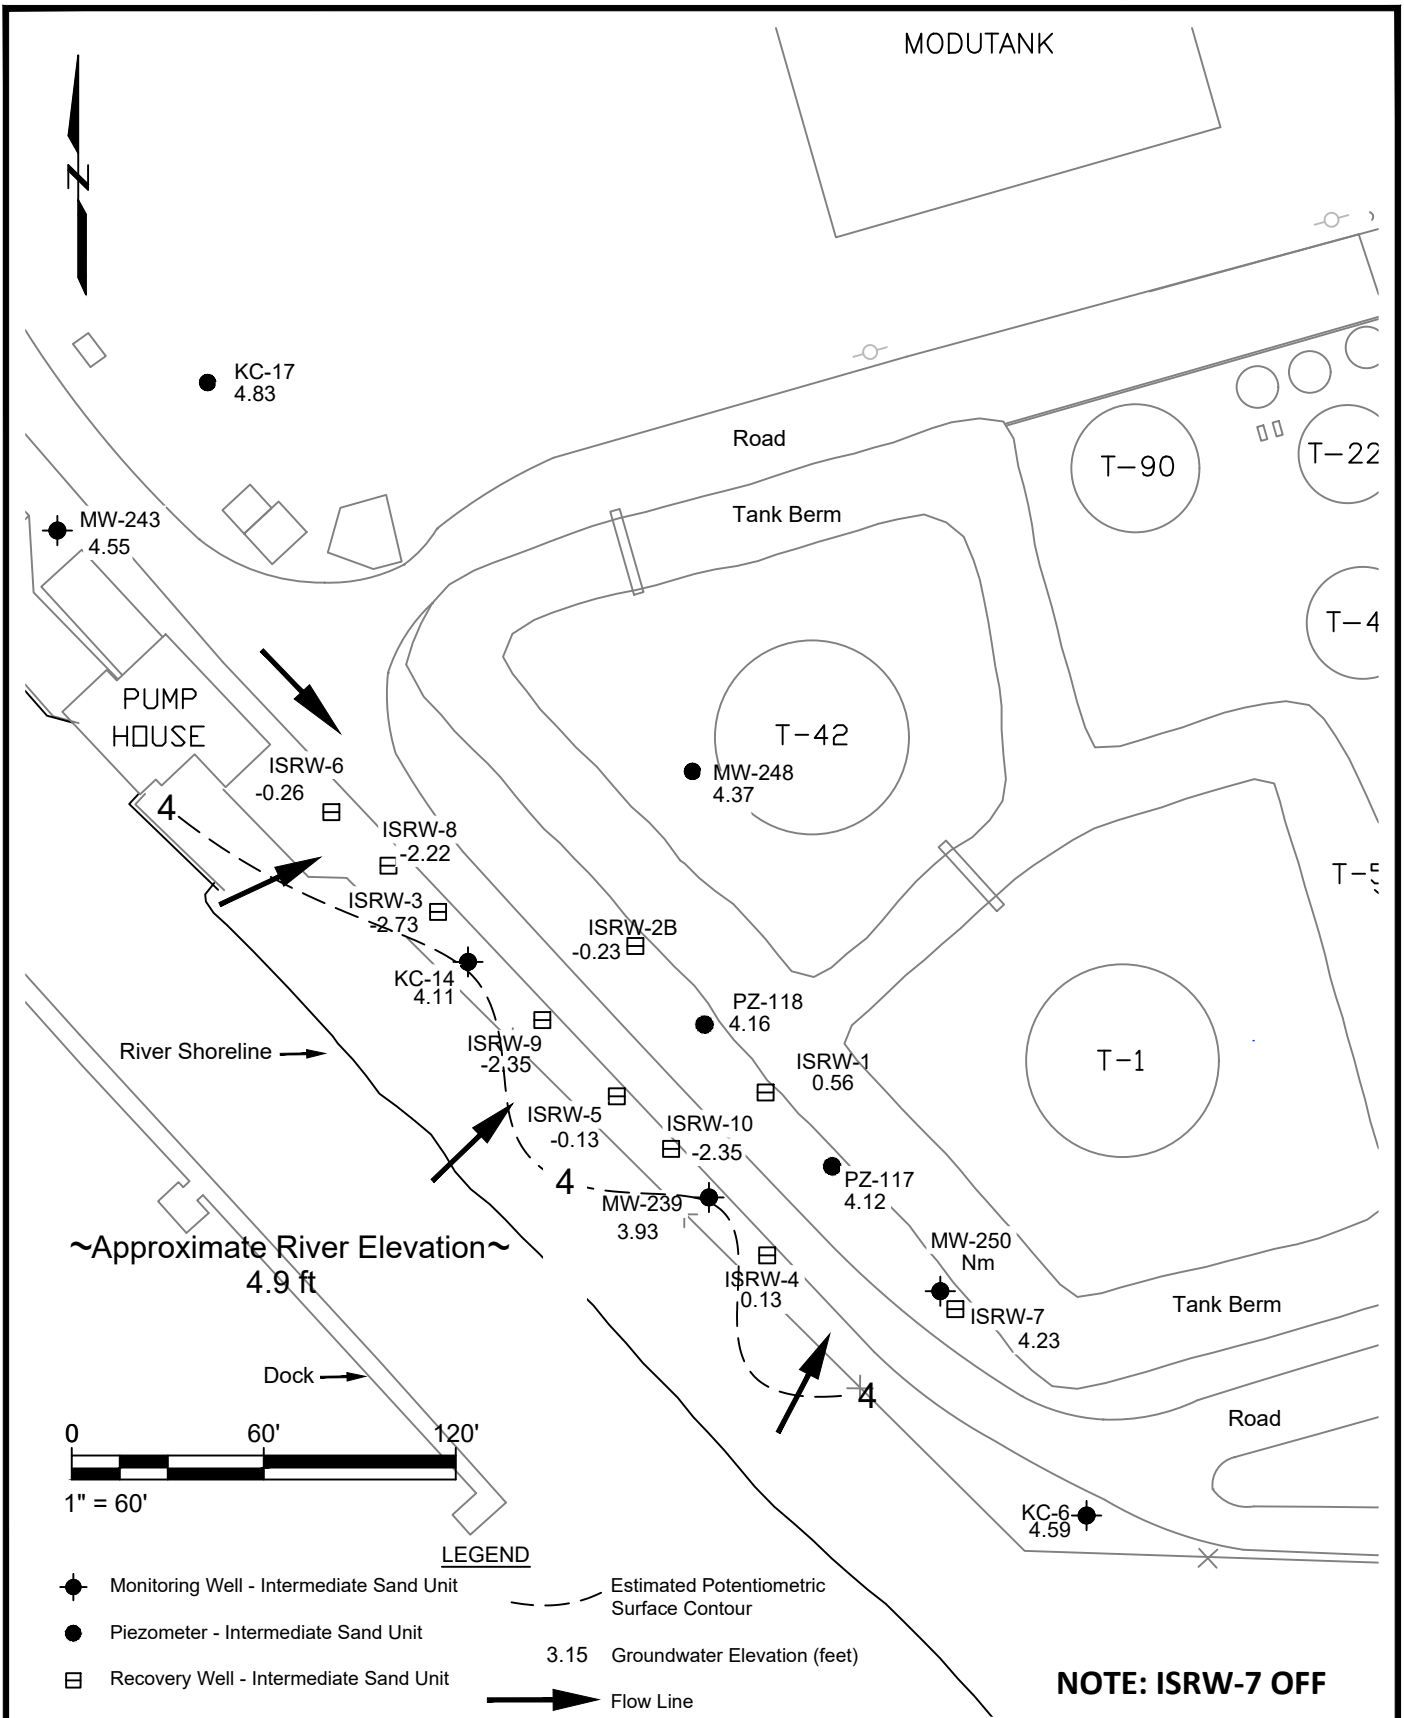 MODUTANK
N
KC-17
4.83
Road
T-90
T-22
Tank Berm
MW-243
4.55
T-4
PUMP
HOUSE
T-42
ISRW-6
-0.26
MW-248
4.37
4
ISRW-8
-2.22
T-5
ISRW-3
-2.73
ISRW-2B
-0.23
KC-14
4.11
PZ-118
4.16
ISRW-9
-2.35
River Shoreline
ISRW-1
0.56
T-1
ISRW-5
-0.13
ISRW-10
-2.35
4
PZ-117
4.12
MW-239
3.93
~Approximate River Elevation~
4.9 ft
MW-250
Nm
ISRW-4
0.13
ISRW-7
4.23
Tank Berm
Dock
4
Road
0 60' 120'
1" = 60'
KC-6
4.59
LEGEND
Monitoring Well - Intermediate Sand Unit
Piezometer - Intermediate Sand Unit
Recovery Well - Intermediate Sand Unit
Estimated Potentiometric
Surface Contour
3.15 Groundwater Elevation (feet)
Flow Line
NOTE: ISRW-7 OFF